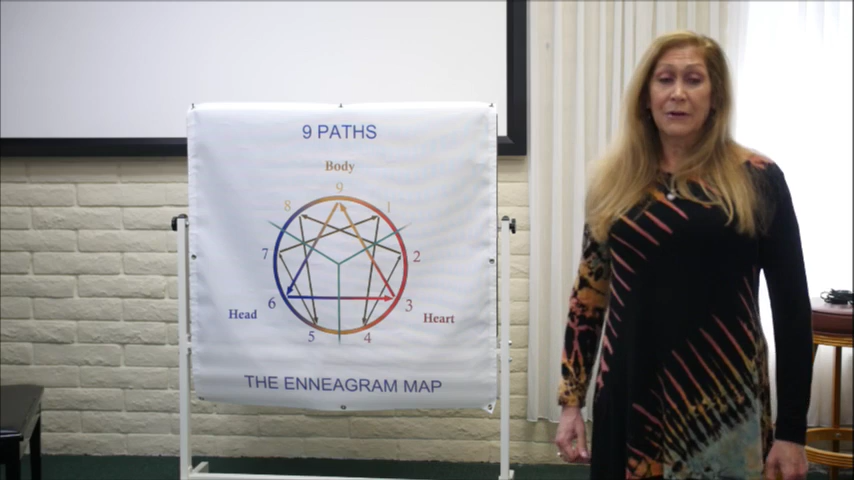 9 PATHS
Body
9
8 1
7 2
6 3
Head Heart
5 4
THE ENNEAGRAM MAP